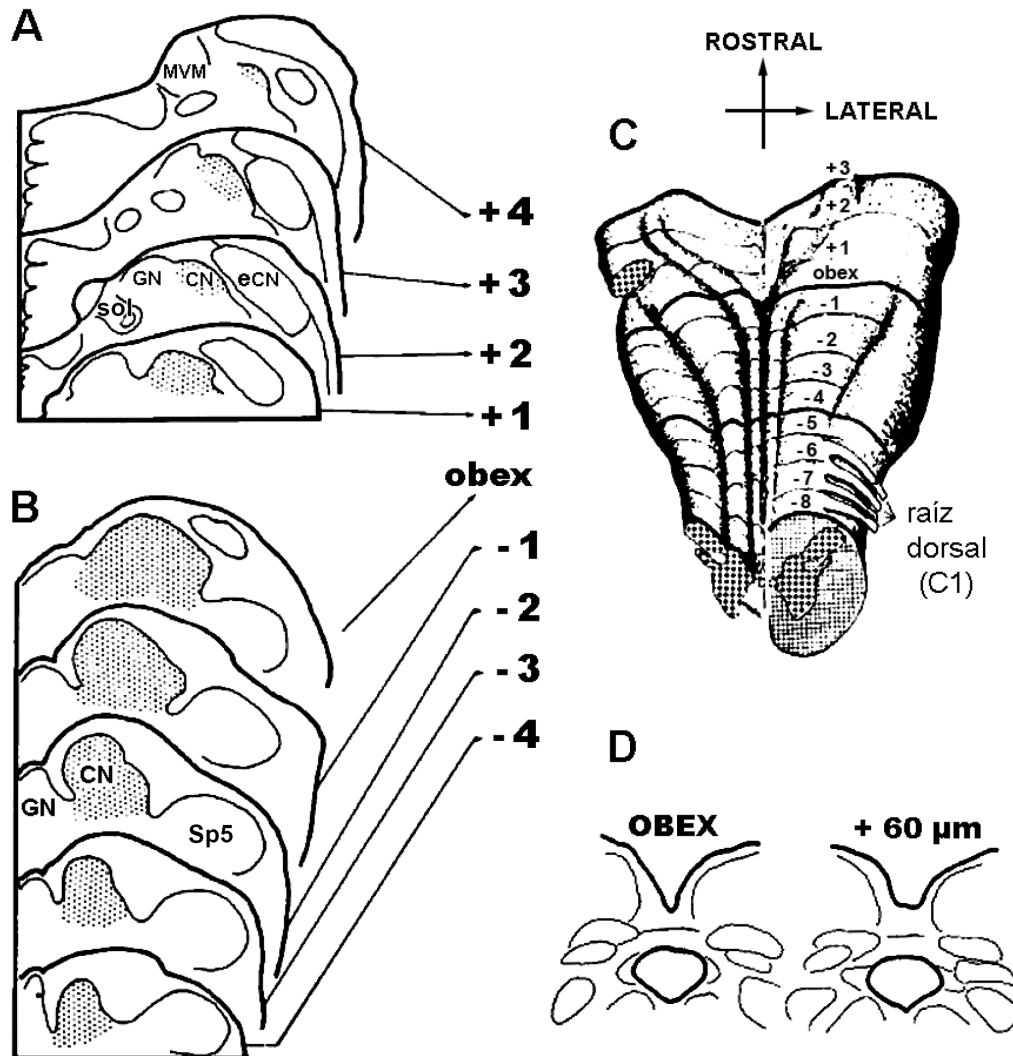 A
MVM
GN CN eCN
sol
+4
+3
+2
+1
B
obex
-1
-2
-3
-4
CN
GN
Sp5
ROSTRAL
LATERAL
C
+3
+2
+1
obex
-1
-2
-3
-4
-5
-6
-7
-8
raíz
dorsal
(C1)
D
OBEX
+ 60 µm